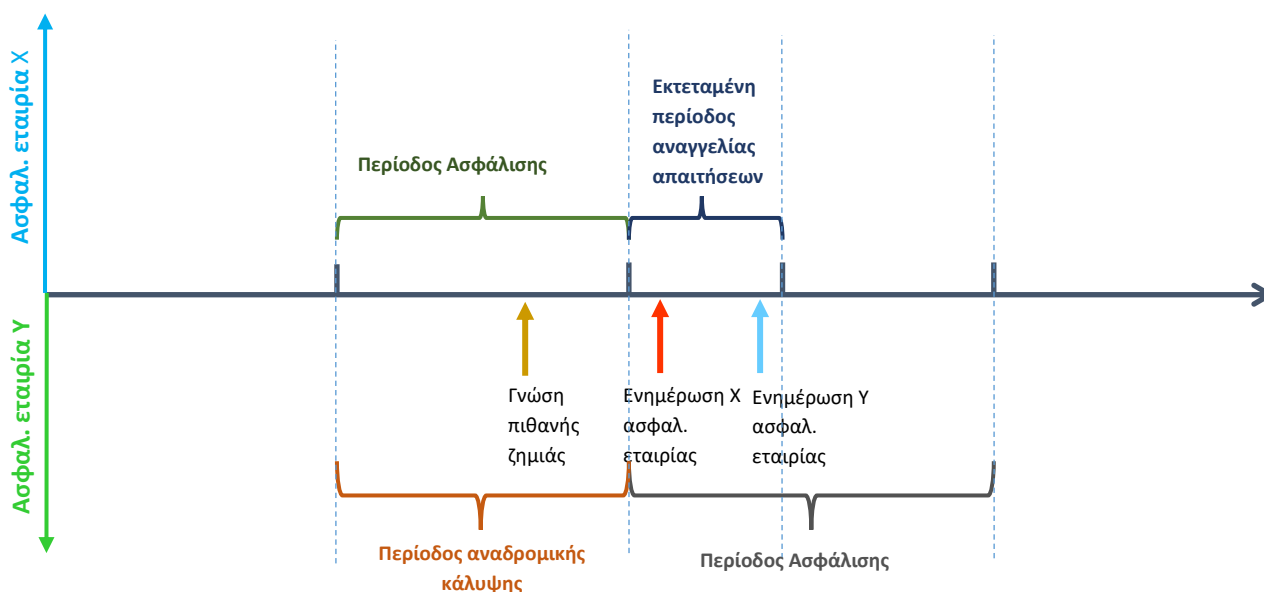 Ασφαλ. εταιρία Χ
Εκτεταμένη
περίοδος
αναγγελίας
απαιτήσεων
Περίοδος Ασφάλισης
Ασφαλ. εταιρία Υ
Γνώση
πιθανής
ζημιάς
Ενημέρωση Χ
ασφαλ.
εταιρίας
Ενημέρωση Υ
ασφαλ.
εταιρίας
Περίοδος αναδρομικής
κάλυψης
Περίοδος Ασφάλισης